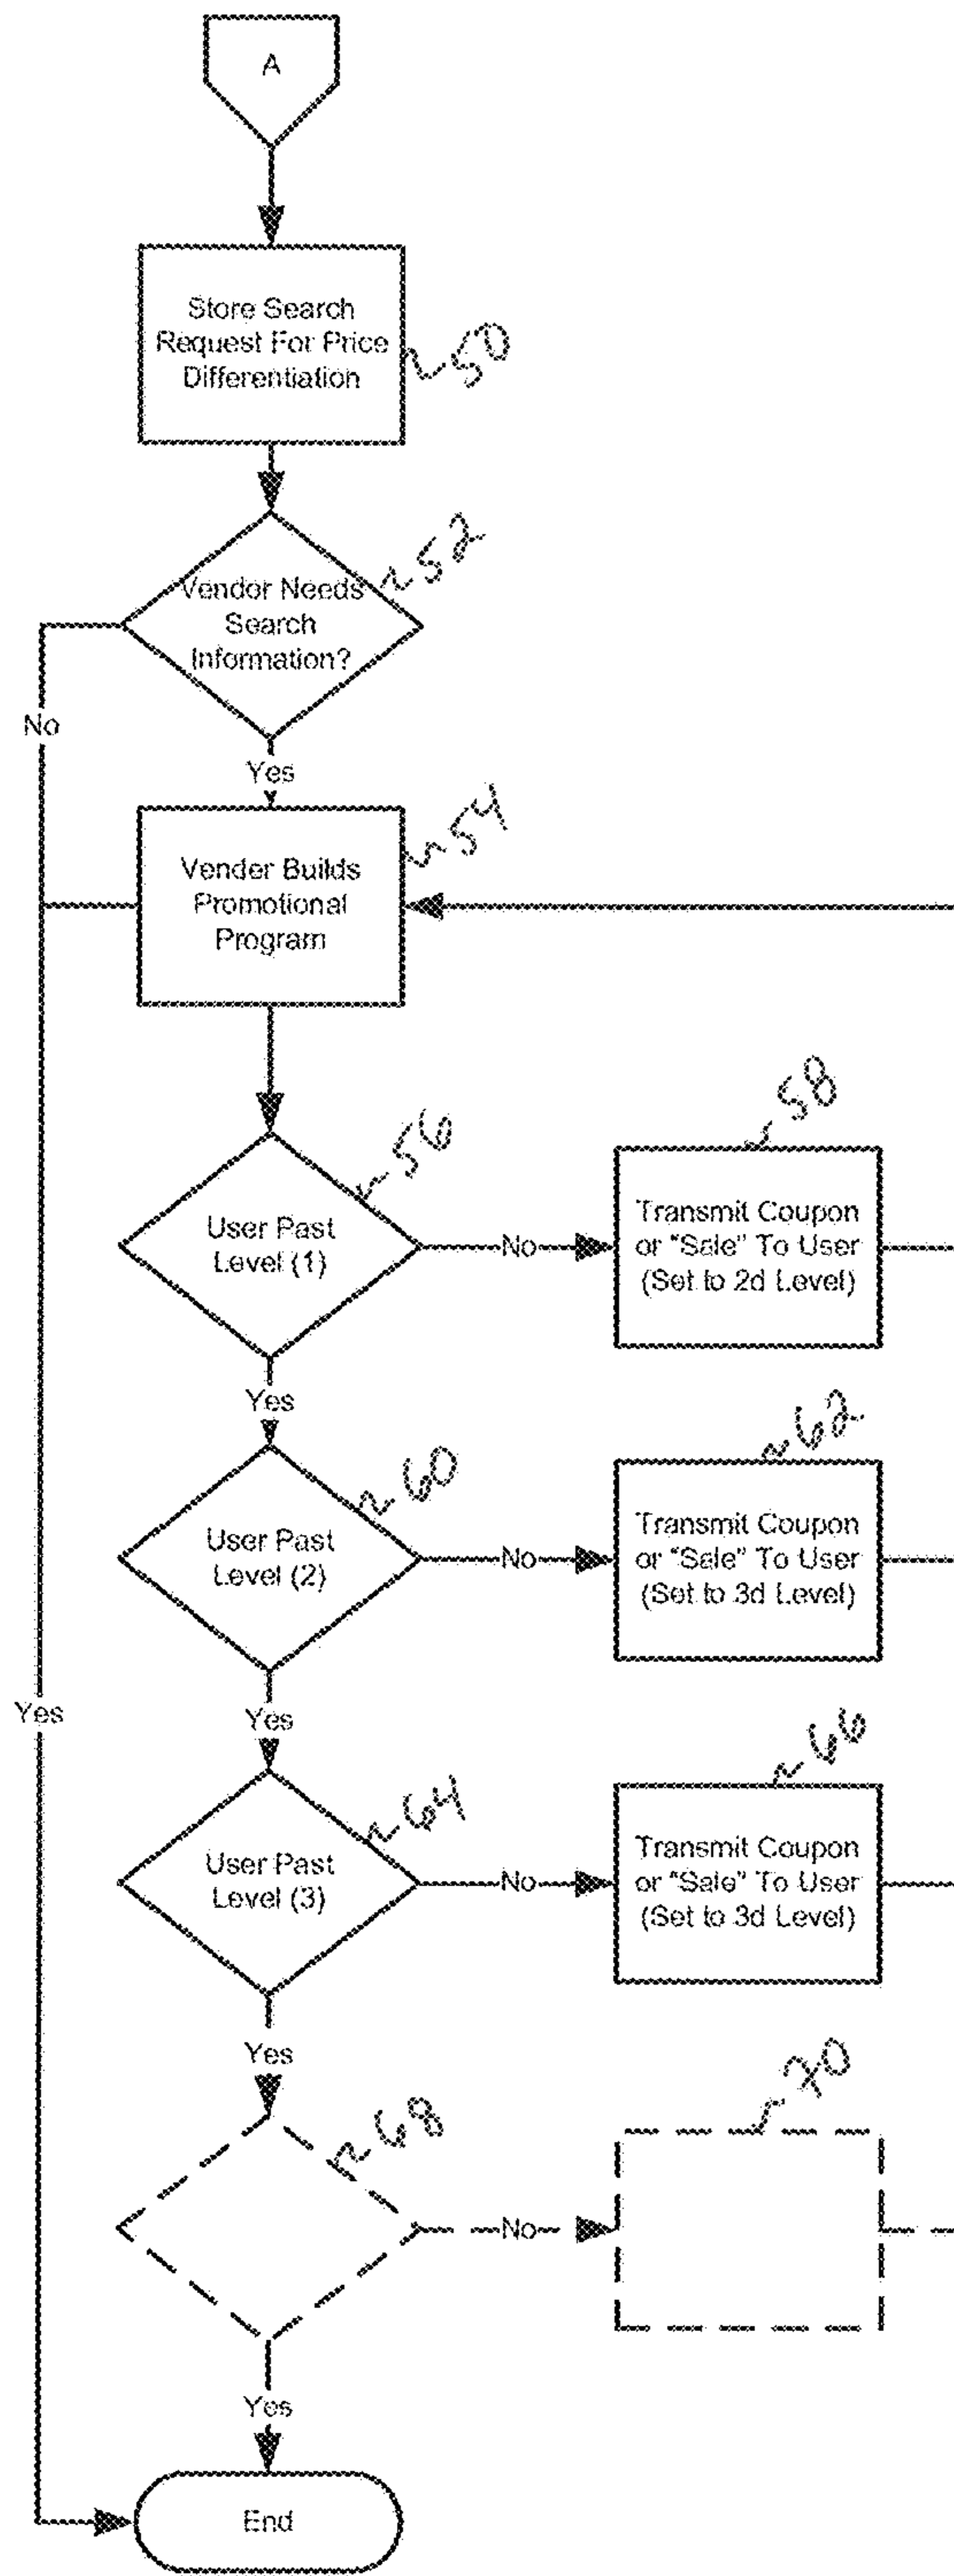 A
Store Search
Request For Price
Differentiation
50
Vender Needs
Search
Information?
52
No
Yes
Vender Builds
Promotional
Program
54
User Past
Level (1)
56
No
Transmit Coupon
or "Sale" To User
(Set to 2d Level)
58
Yes
User Past
Level (2)
60
No
Transmit Coupon
or "Sale" To User
(Set to 3d Level)
62
Yes
Yes
User Past
Level (3)
64
No
Transmit Coupon
or "Sale" To User
(Set to 3d Level)
66
Yes
68
No
70
Yes
End